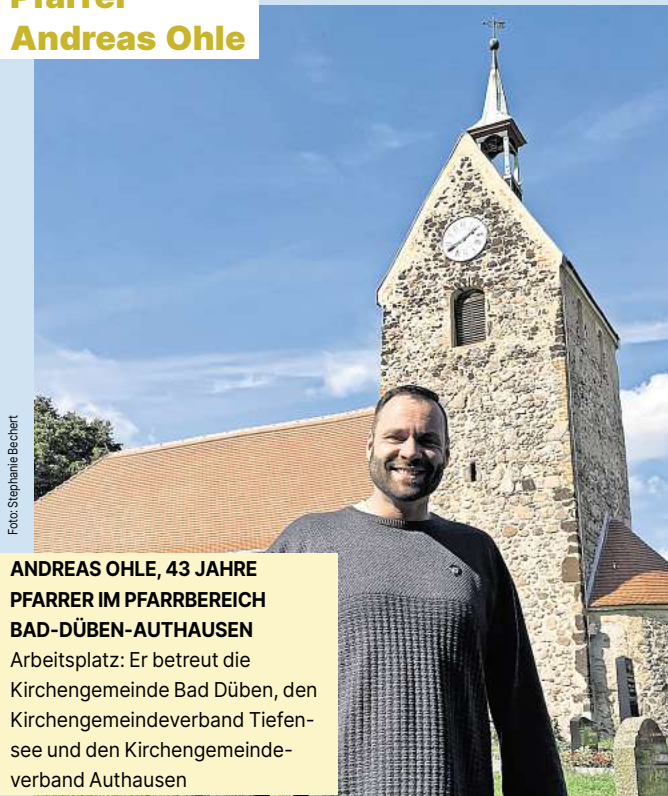 Pfarrer
Andreas Ohle
Foto: Stephanie Bechert
ANDREAS OHLE, 43 JAHRE
PFARRER IM PFARRBEREICH
BAD-DÜBEN-AUTHAUSEN
Arbeitsplatz: Er betreut die
Kirchengemeinde Bad Düben, den
Kirchengemeindeverband Tiefen-
see und den Kirchengemeinde-
verband Authausen